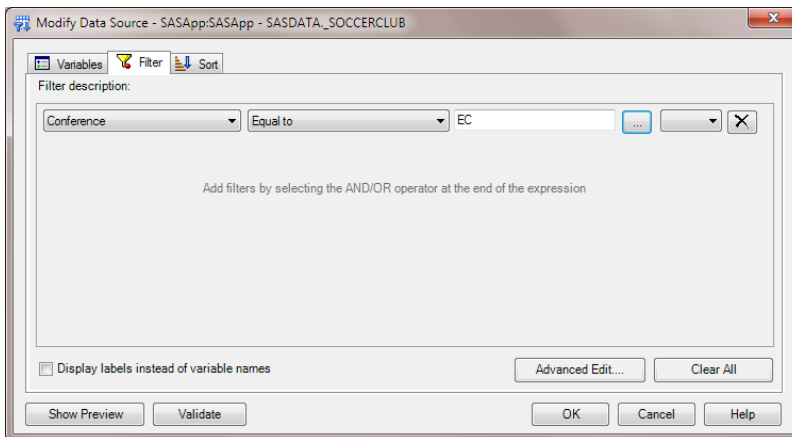 Modify Data Source - SASApp:SASApp - SASDATA._SOCCERCLUB
Variables Filter Sort
Filter description:
Conference Equal to EC ...
Add filters by selecting the AND/OR operator at the end of the expression
Display labels instead of variable names Advanced Edit.... Clear All
Show Preview Validate OK Cancel Help